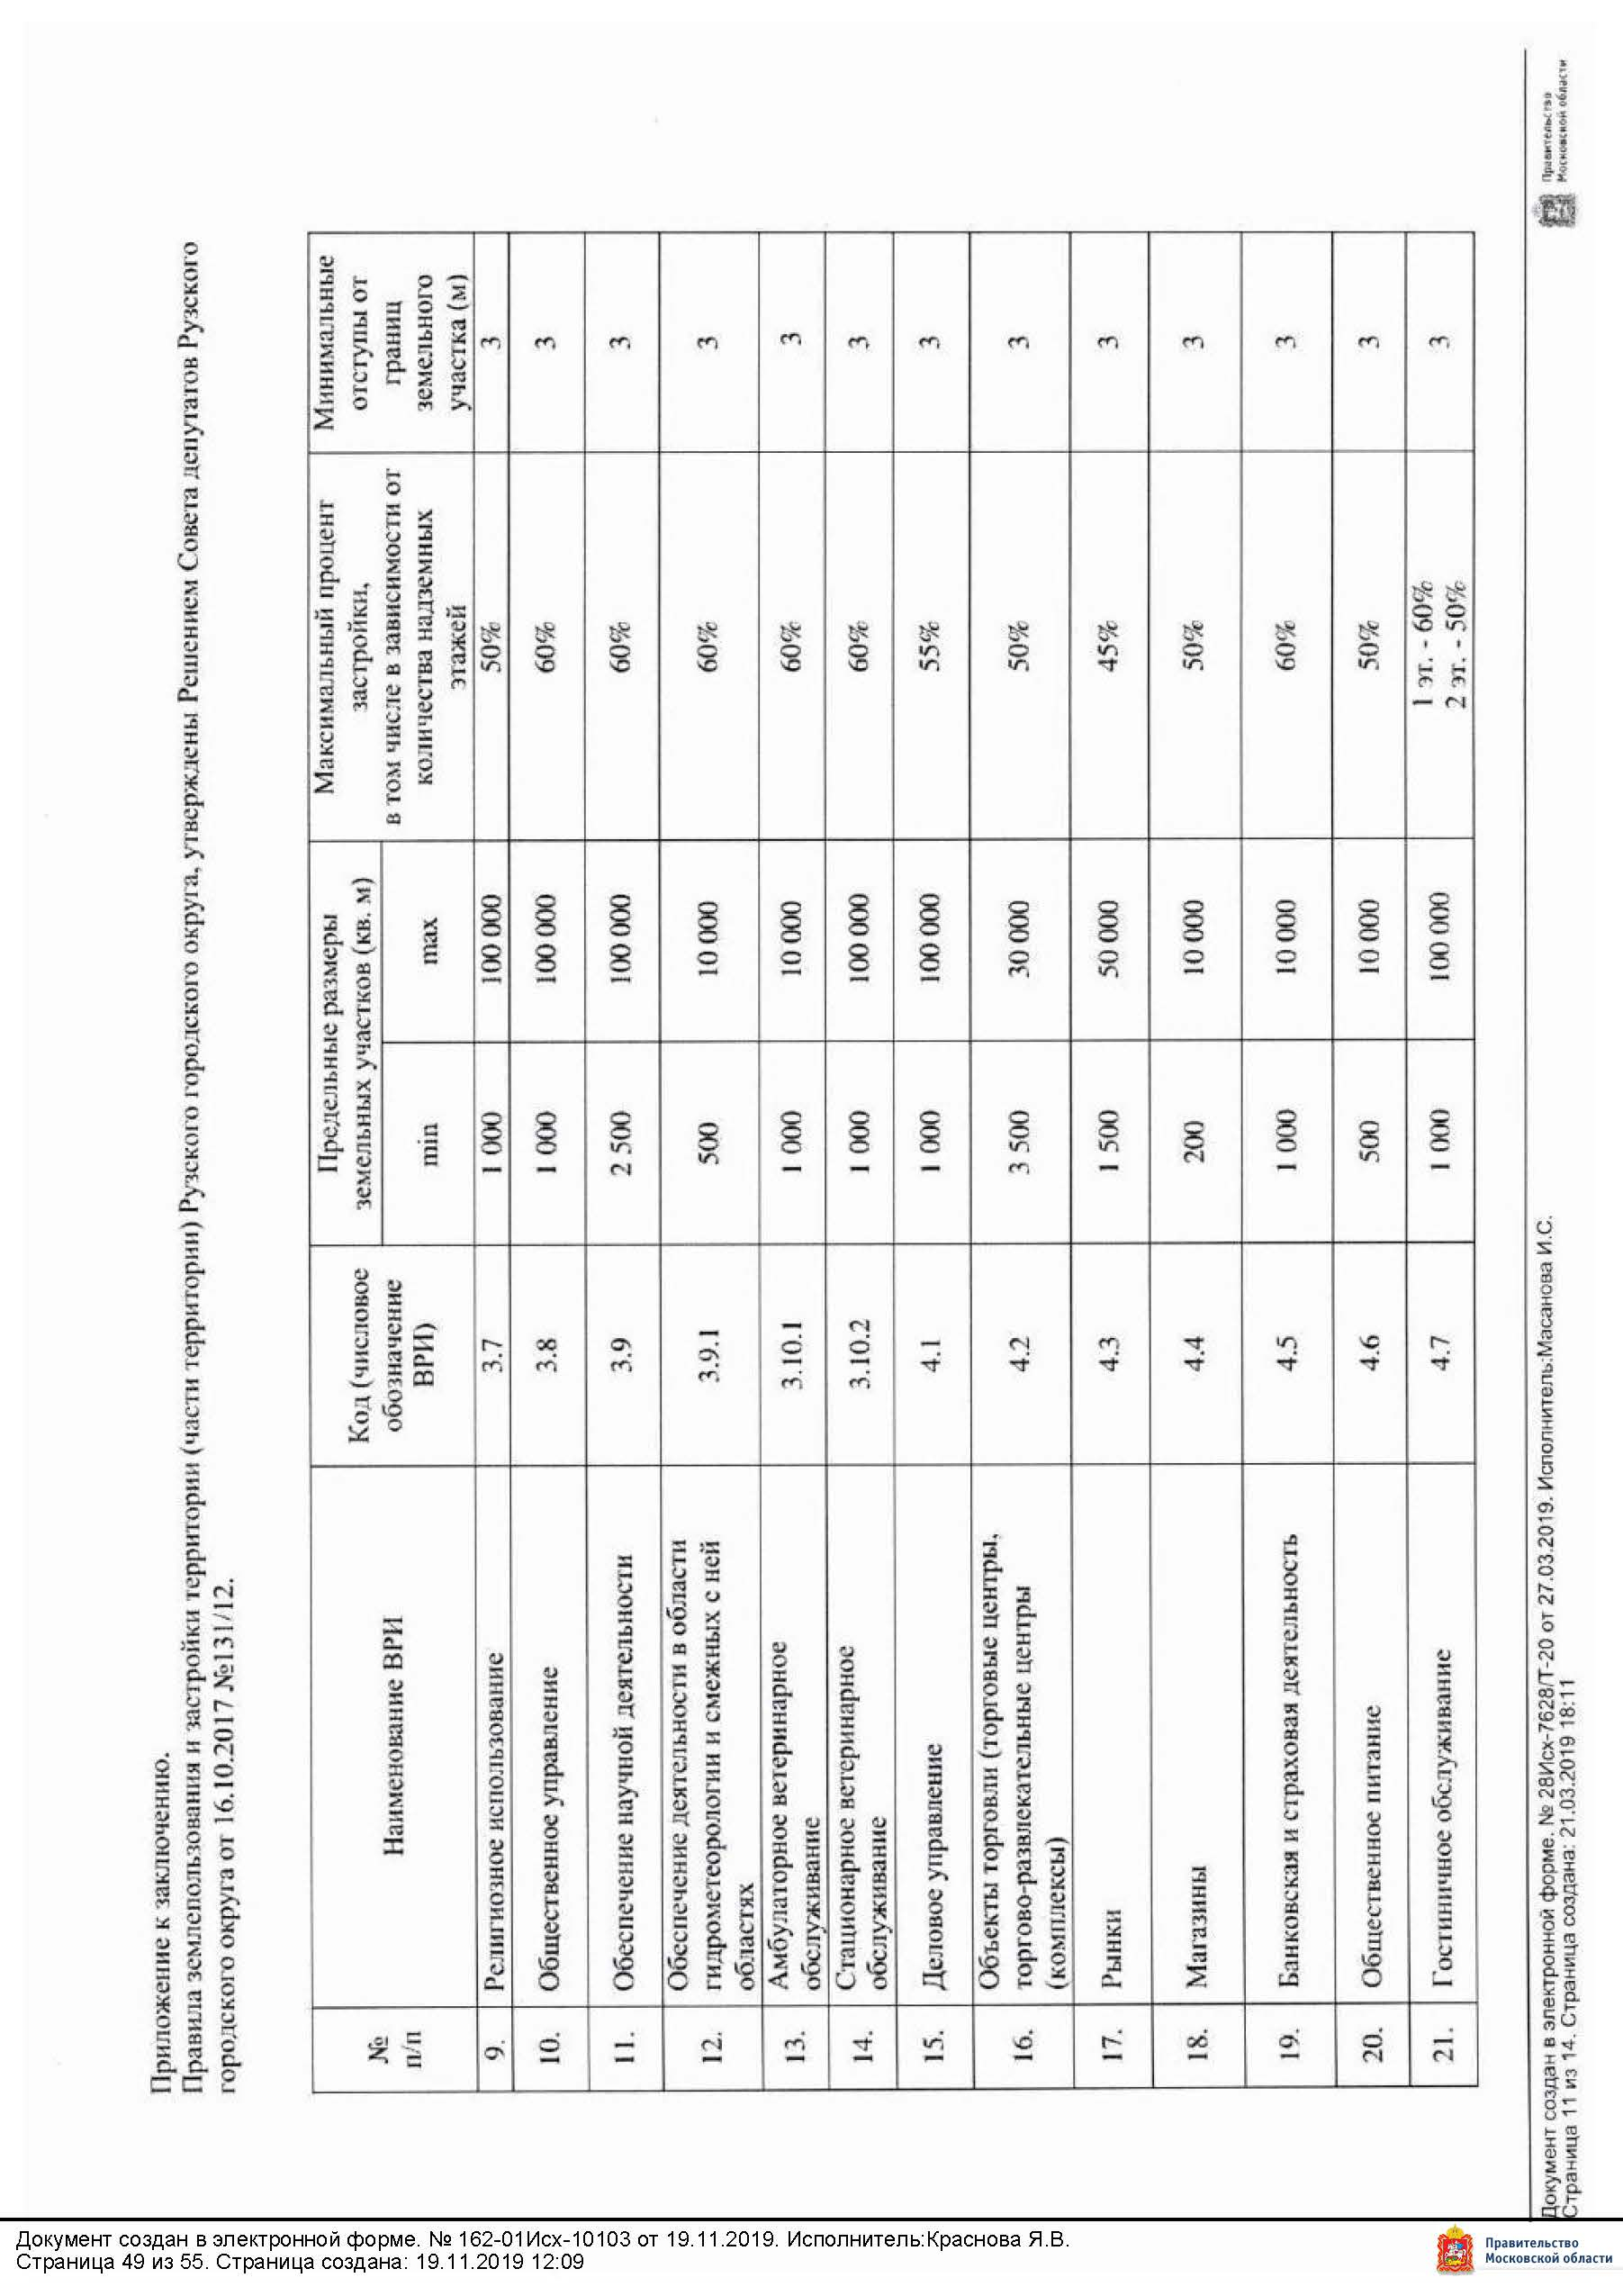 Приложение к заключению.
Правила землепользования и застройки территории (части территории) Рузского городского округа, утверждены Решением Совета депутатов Рузского
городского округа от 16.10.2017 №131/12.
№
п/п
Наименование ВРИ
Код (числовое
обозначение
ВРИ)
Предельные размеры
земельных участков (кв. м)
min
max
Максимальный процент
застройки,
в том числе в зависимости от
количества надземных
этажей
Минимальные
отступы от
границ
земельного
участка (м)
9. Религиозное использование 3.7 1 000 100 000 50% 3
10. Общественное управление 3.8 1 000 100 000 60% 3
11. Обеспечение научной деятельности 3.9 2 500 100 000 60% 3
12. Обеспечение деятельности в области
гидрометеорологии и смежных с ней
областях
3.9.1 500 10 000 60% 3
13. Амбулаторное ветеринарное
обслуживание
3.10.1 1 000 10 000 60% 3
14. Стационарное ветеринарное
обслуживание
3.10.2 1 000 100 000 60% 3
15. Деловое управление 4.1 1 000 100 000 55% 3
16. Объекты торговли (торговые центры,
торгово-развлекательные центры
(комплексы)
4.2 3 500 30 000 50% 3
17. Рынки 4.3 1 500 50 000 45% 3
18. Магазины 4.4 200 10 000 50% 3
19. Банковская и страховая деятельность 4.5 1 000 10 000 60% 3
20. Общественное питание 4.6 500 10 000 50% 3
21. Гостиничное обслуживание 4.7 1 000 100 000 1 эт. - 60%
2 эт. - 50%
3
Документ создан в электронной форме. № 28Исх-7628/Т-20 от 27.03.2019. Исполнитель:Масанова И.С.
Страница 11 из 14. Страница создана: 21.03.2019 18:11
Правительство
Московской области
Документ создан в электронной форме. № 162-01Исх-10103 от 19.11.2019. Исполнитель:Краснова Я.В.
Страница 49 из 55. Страница создана: 19.11.2019 12:09
Правительство
Московской области